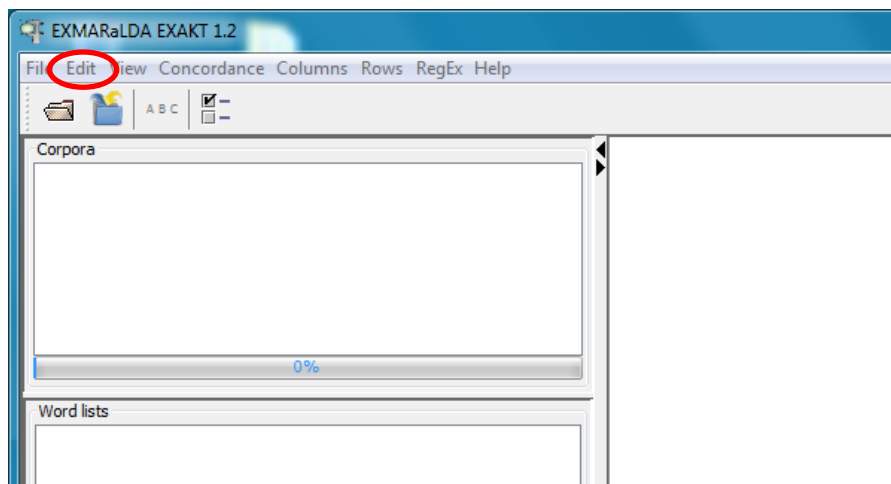 EXMARaLDA EXAKT 1.2
File Edit View Concordance Columns Rows RegEx Help
A B C
Corpora
0%
Word lists